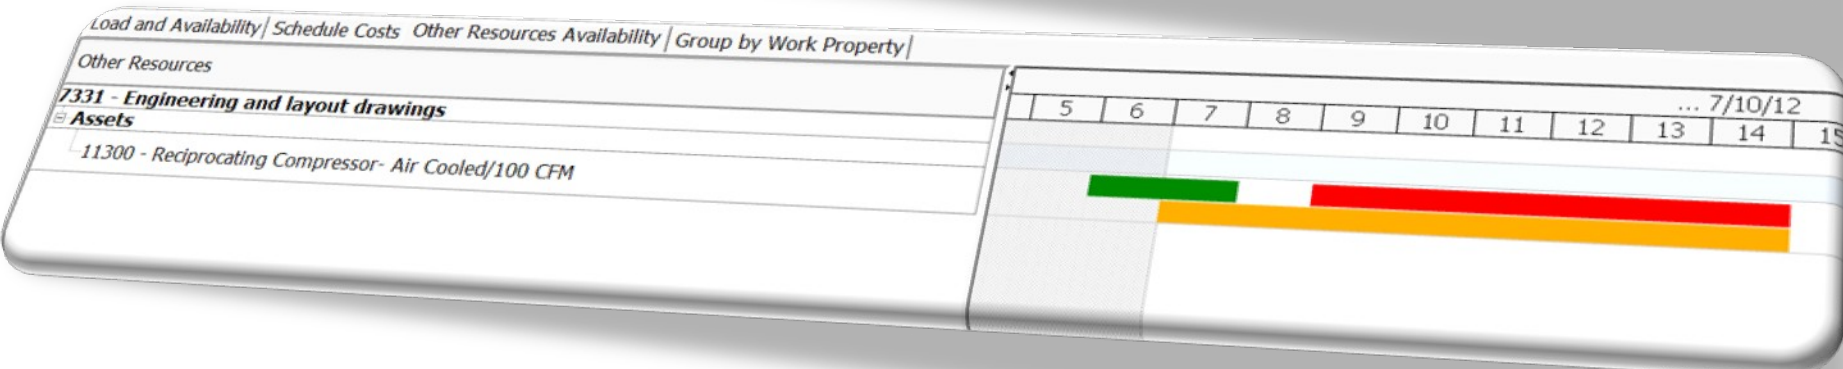 Load and Availability Schedule Costs Other Resources Availability Group by Work Property
Other Resources
... 7/10/12
5 6 7 8 9 10 11 12 13 14 15
7331 - Engineering and layout drawings
Assets
11300 - Reciprocating Compressor- Air Cooled/100 CFM